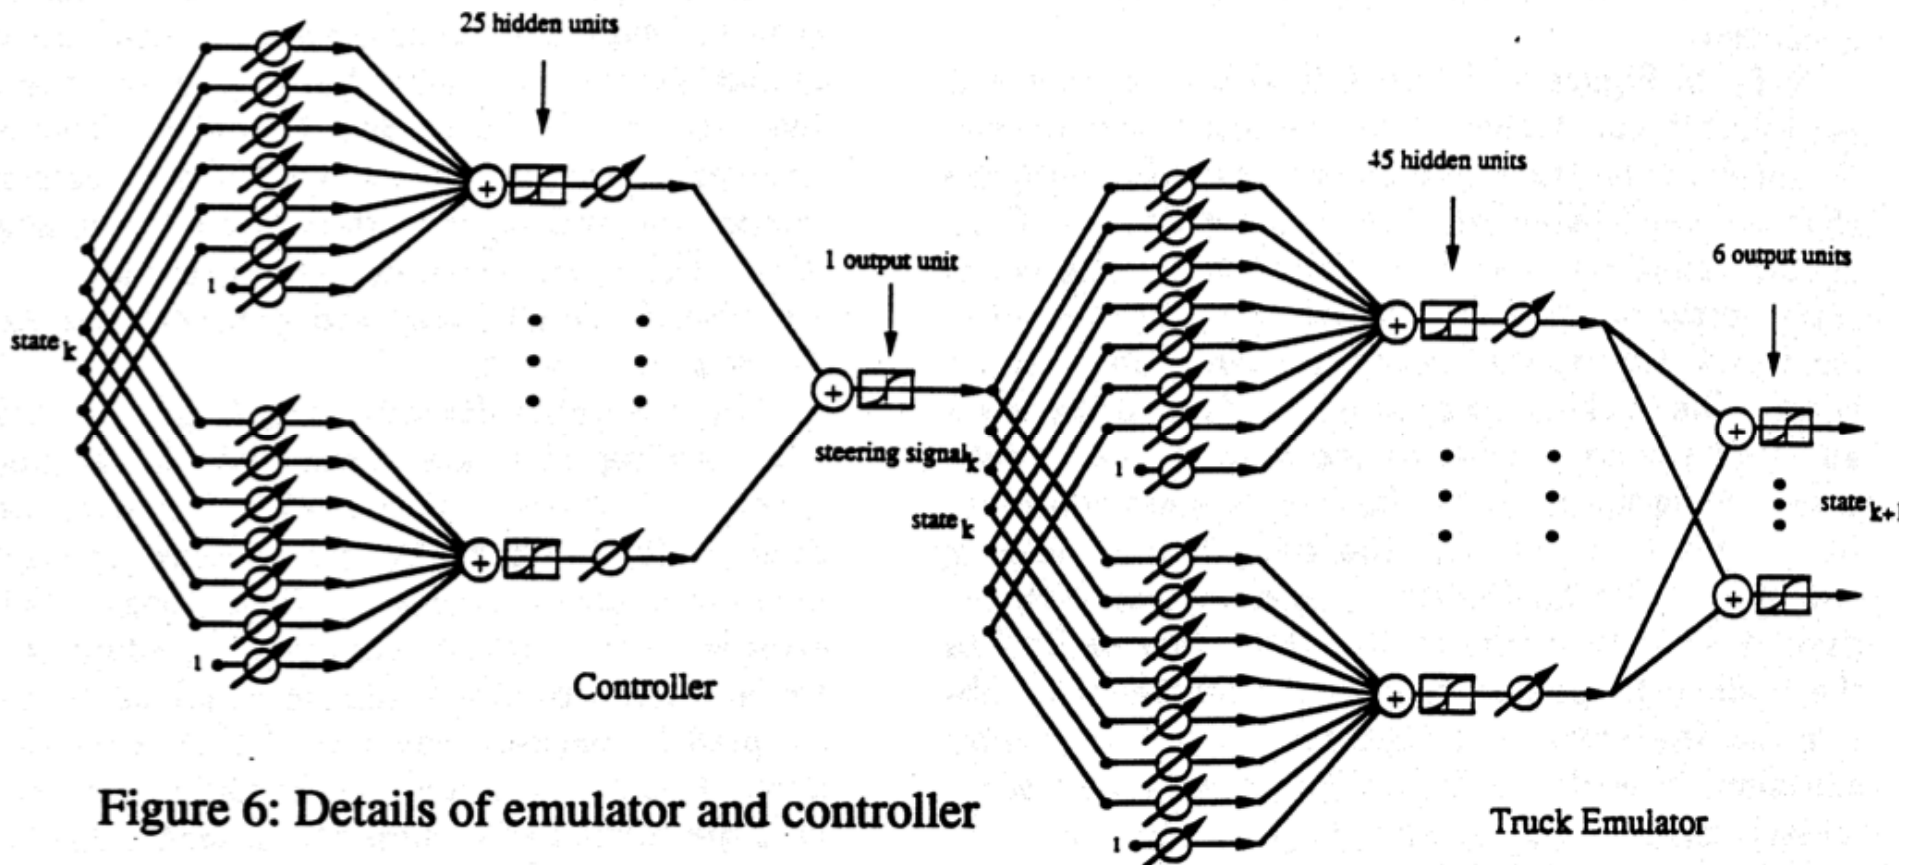 25 hidden units
1
state k
1
Controller
1 output unit
steering signal k
state k
45 hidden units
1
1
6 output units
state k+1
Truck Emulator
Figure 6: Details of emulator and controller